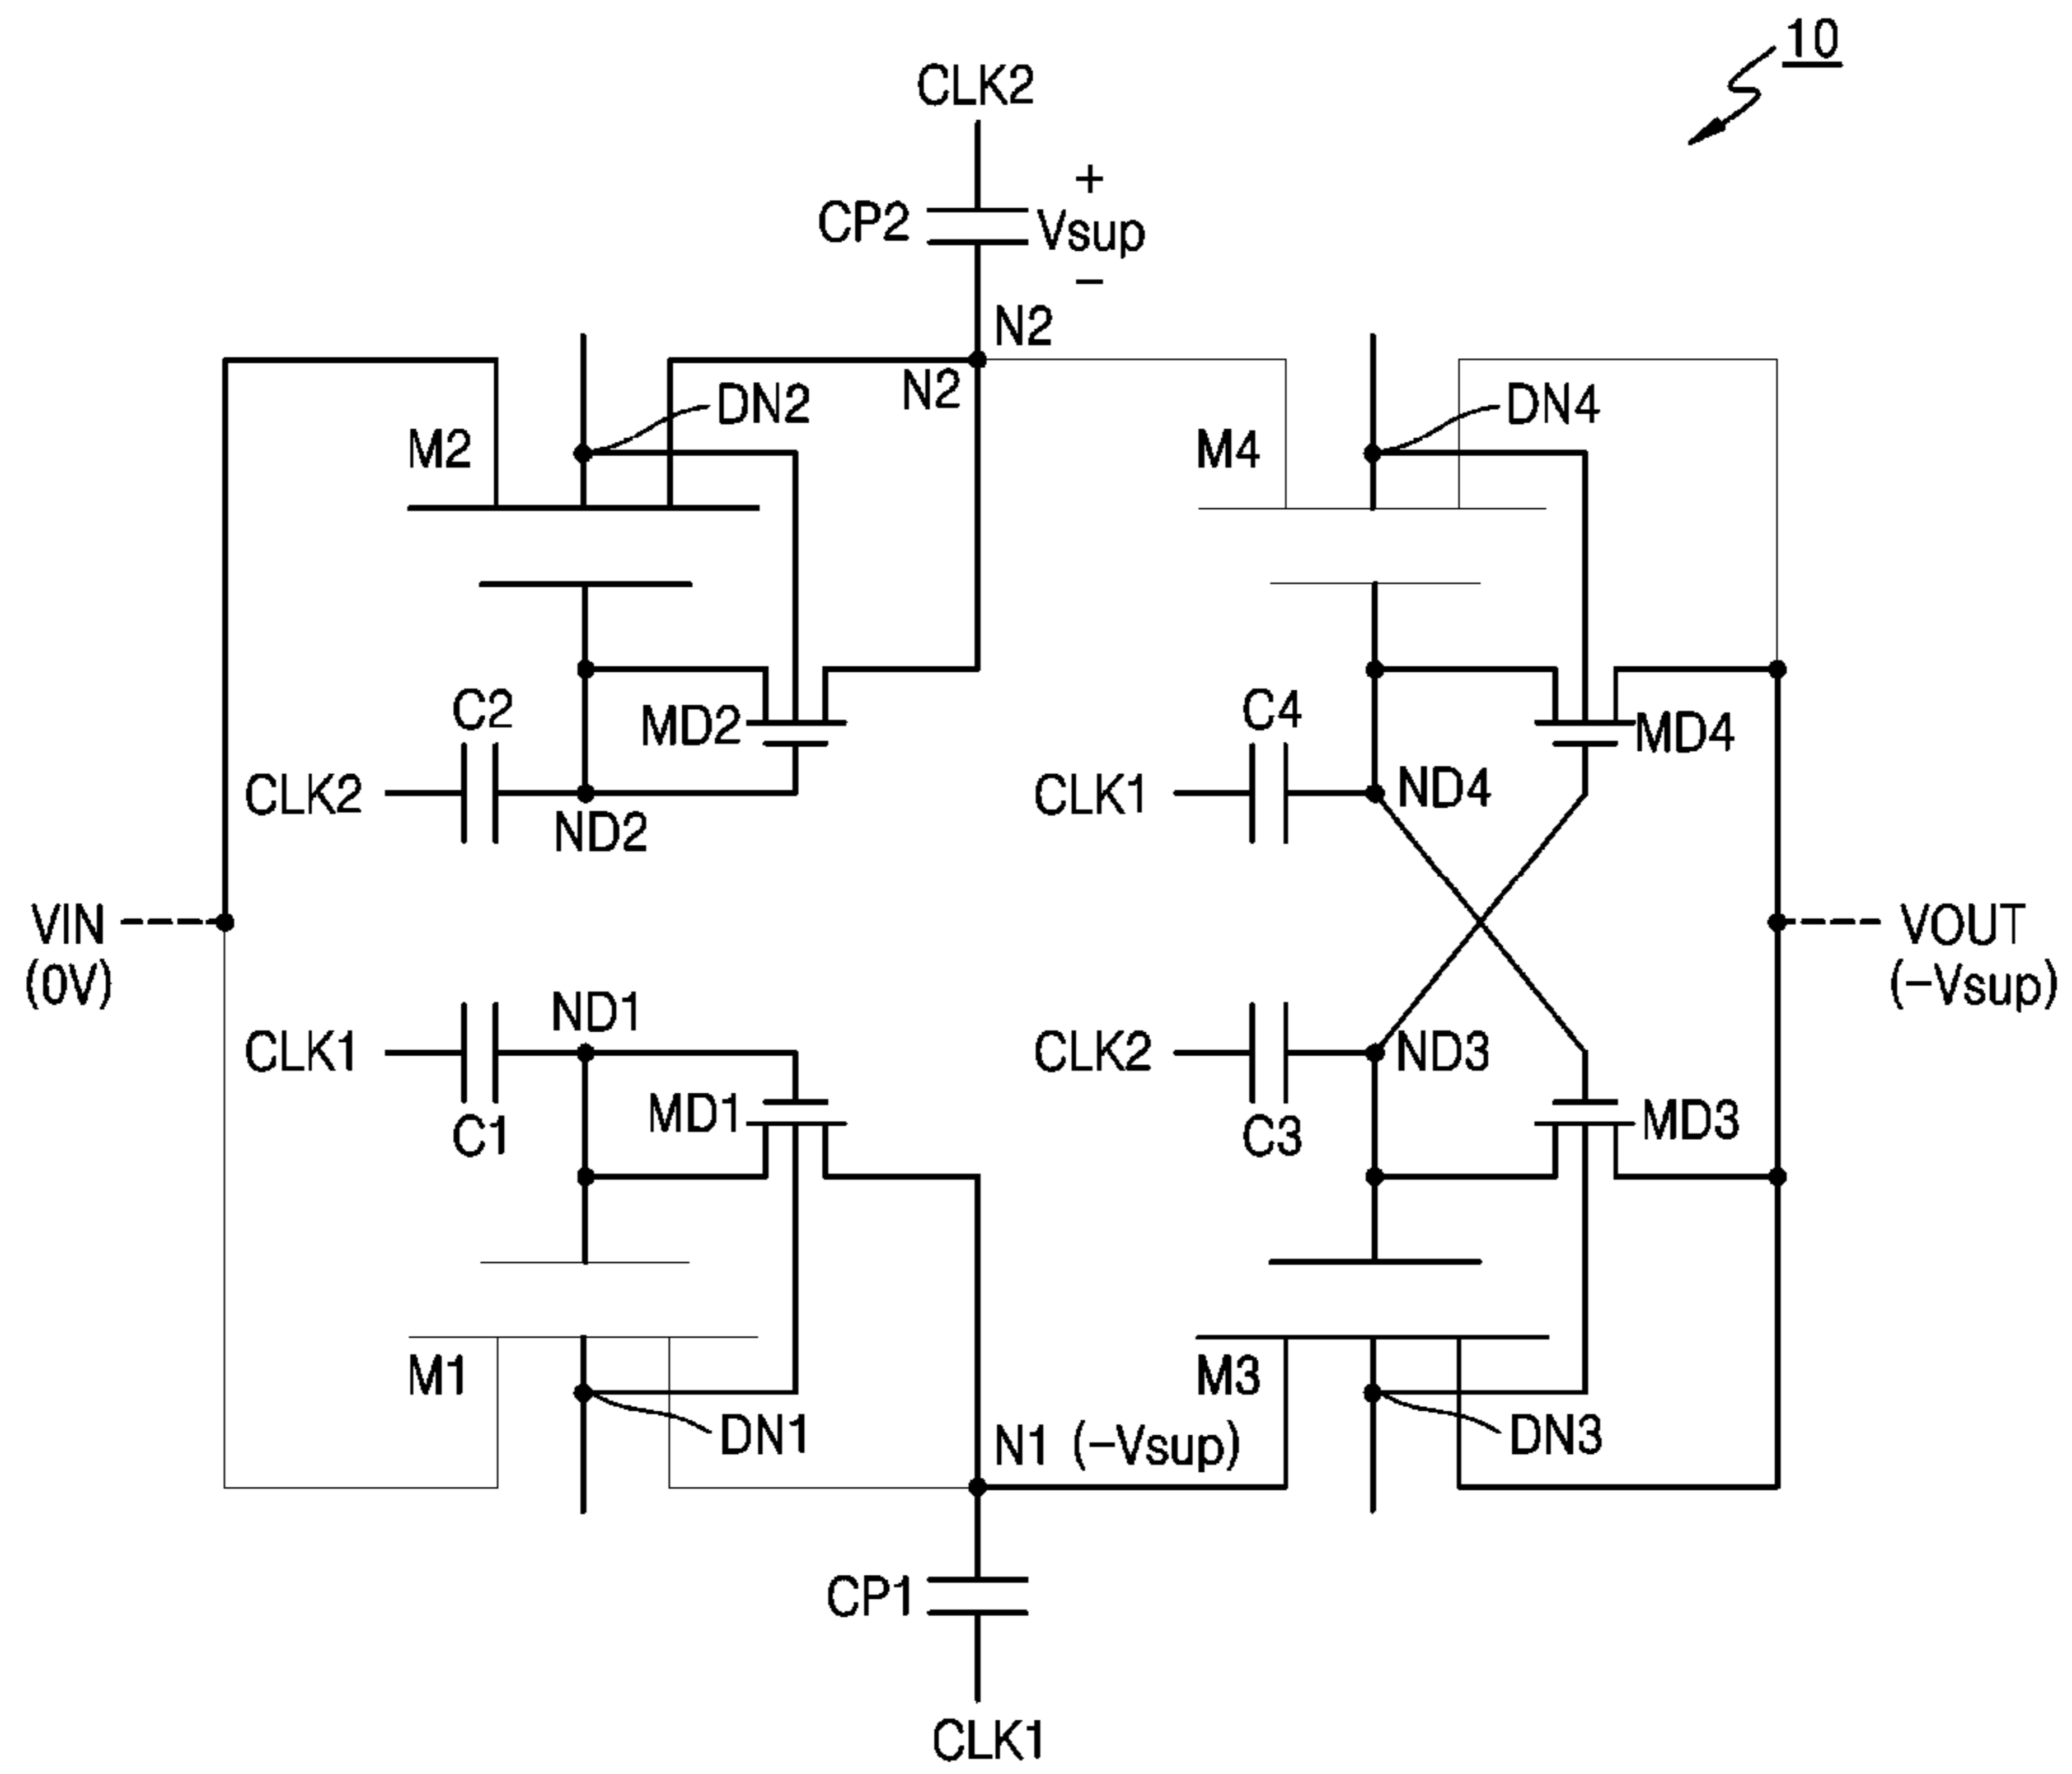 10
CLK2
+
CP2 Vsup
−
N2
N2
DN2
DN4
M2
M4
C2
MD2
C4
MD4
CLK2
ND2
CLK1
ND4
VIN
(0V)
VOUT
(−Vsup)
ND1
CLK1
CLK2
ND3
MD1
C1
C3
MD3
M1
M3
DN1
N1 (−Vsup)
DN3
CP1
CLK1